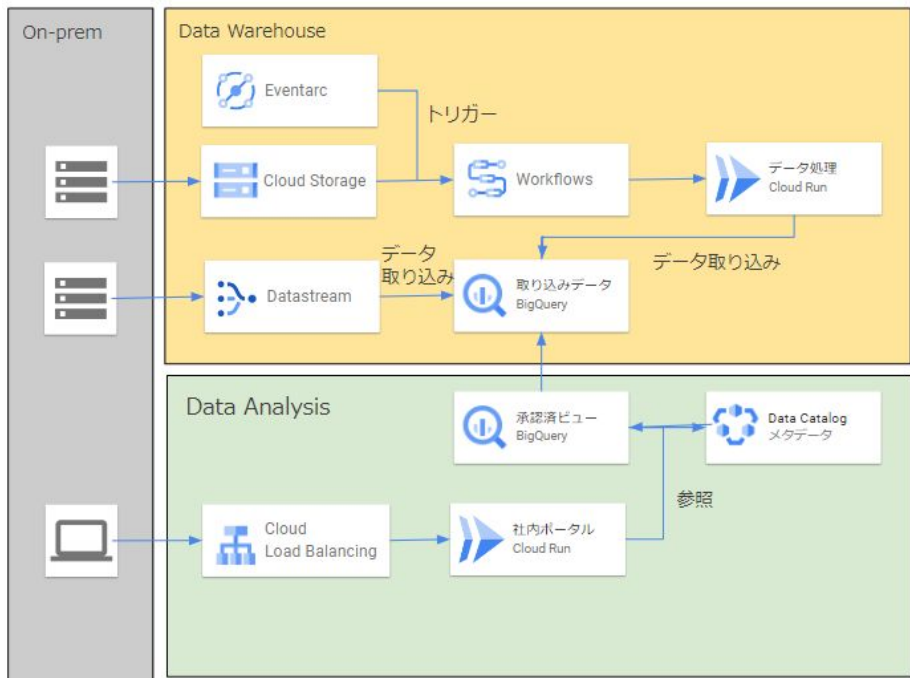 On-prem
Data Warehouse
Eventarc
トリガー
Cloud Storage
Workflows
データ処理
Cloud Run
データ
取り込み
データ取り込み
Datastream
取り込みデータ
BigQuery
Data Analysis
承認済ビュー
BigQuery
Data Catalog
メタデータ
参照
Cloud
Load Balancing
社内ポータル
Cloud Run